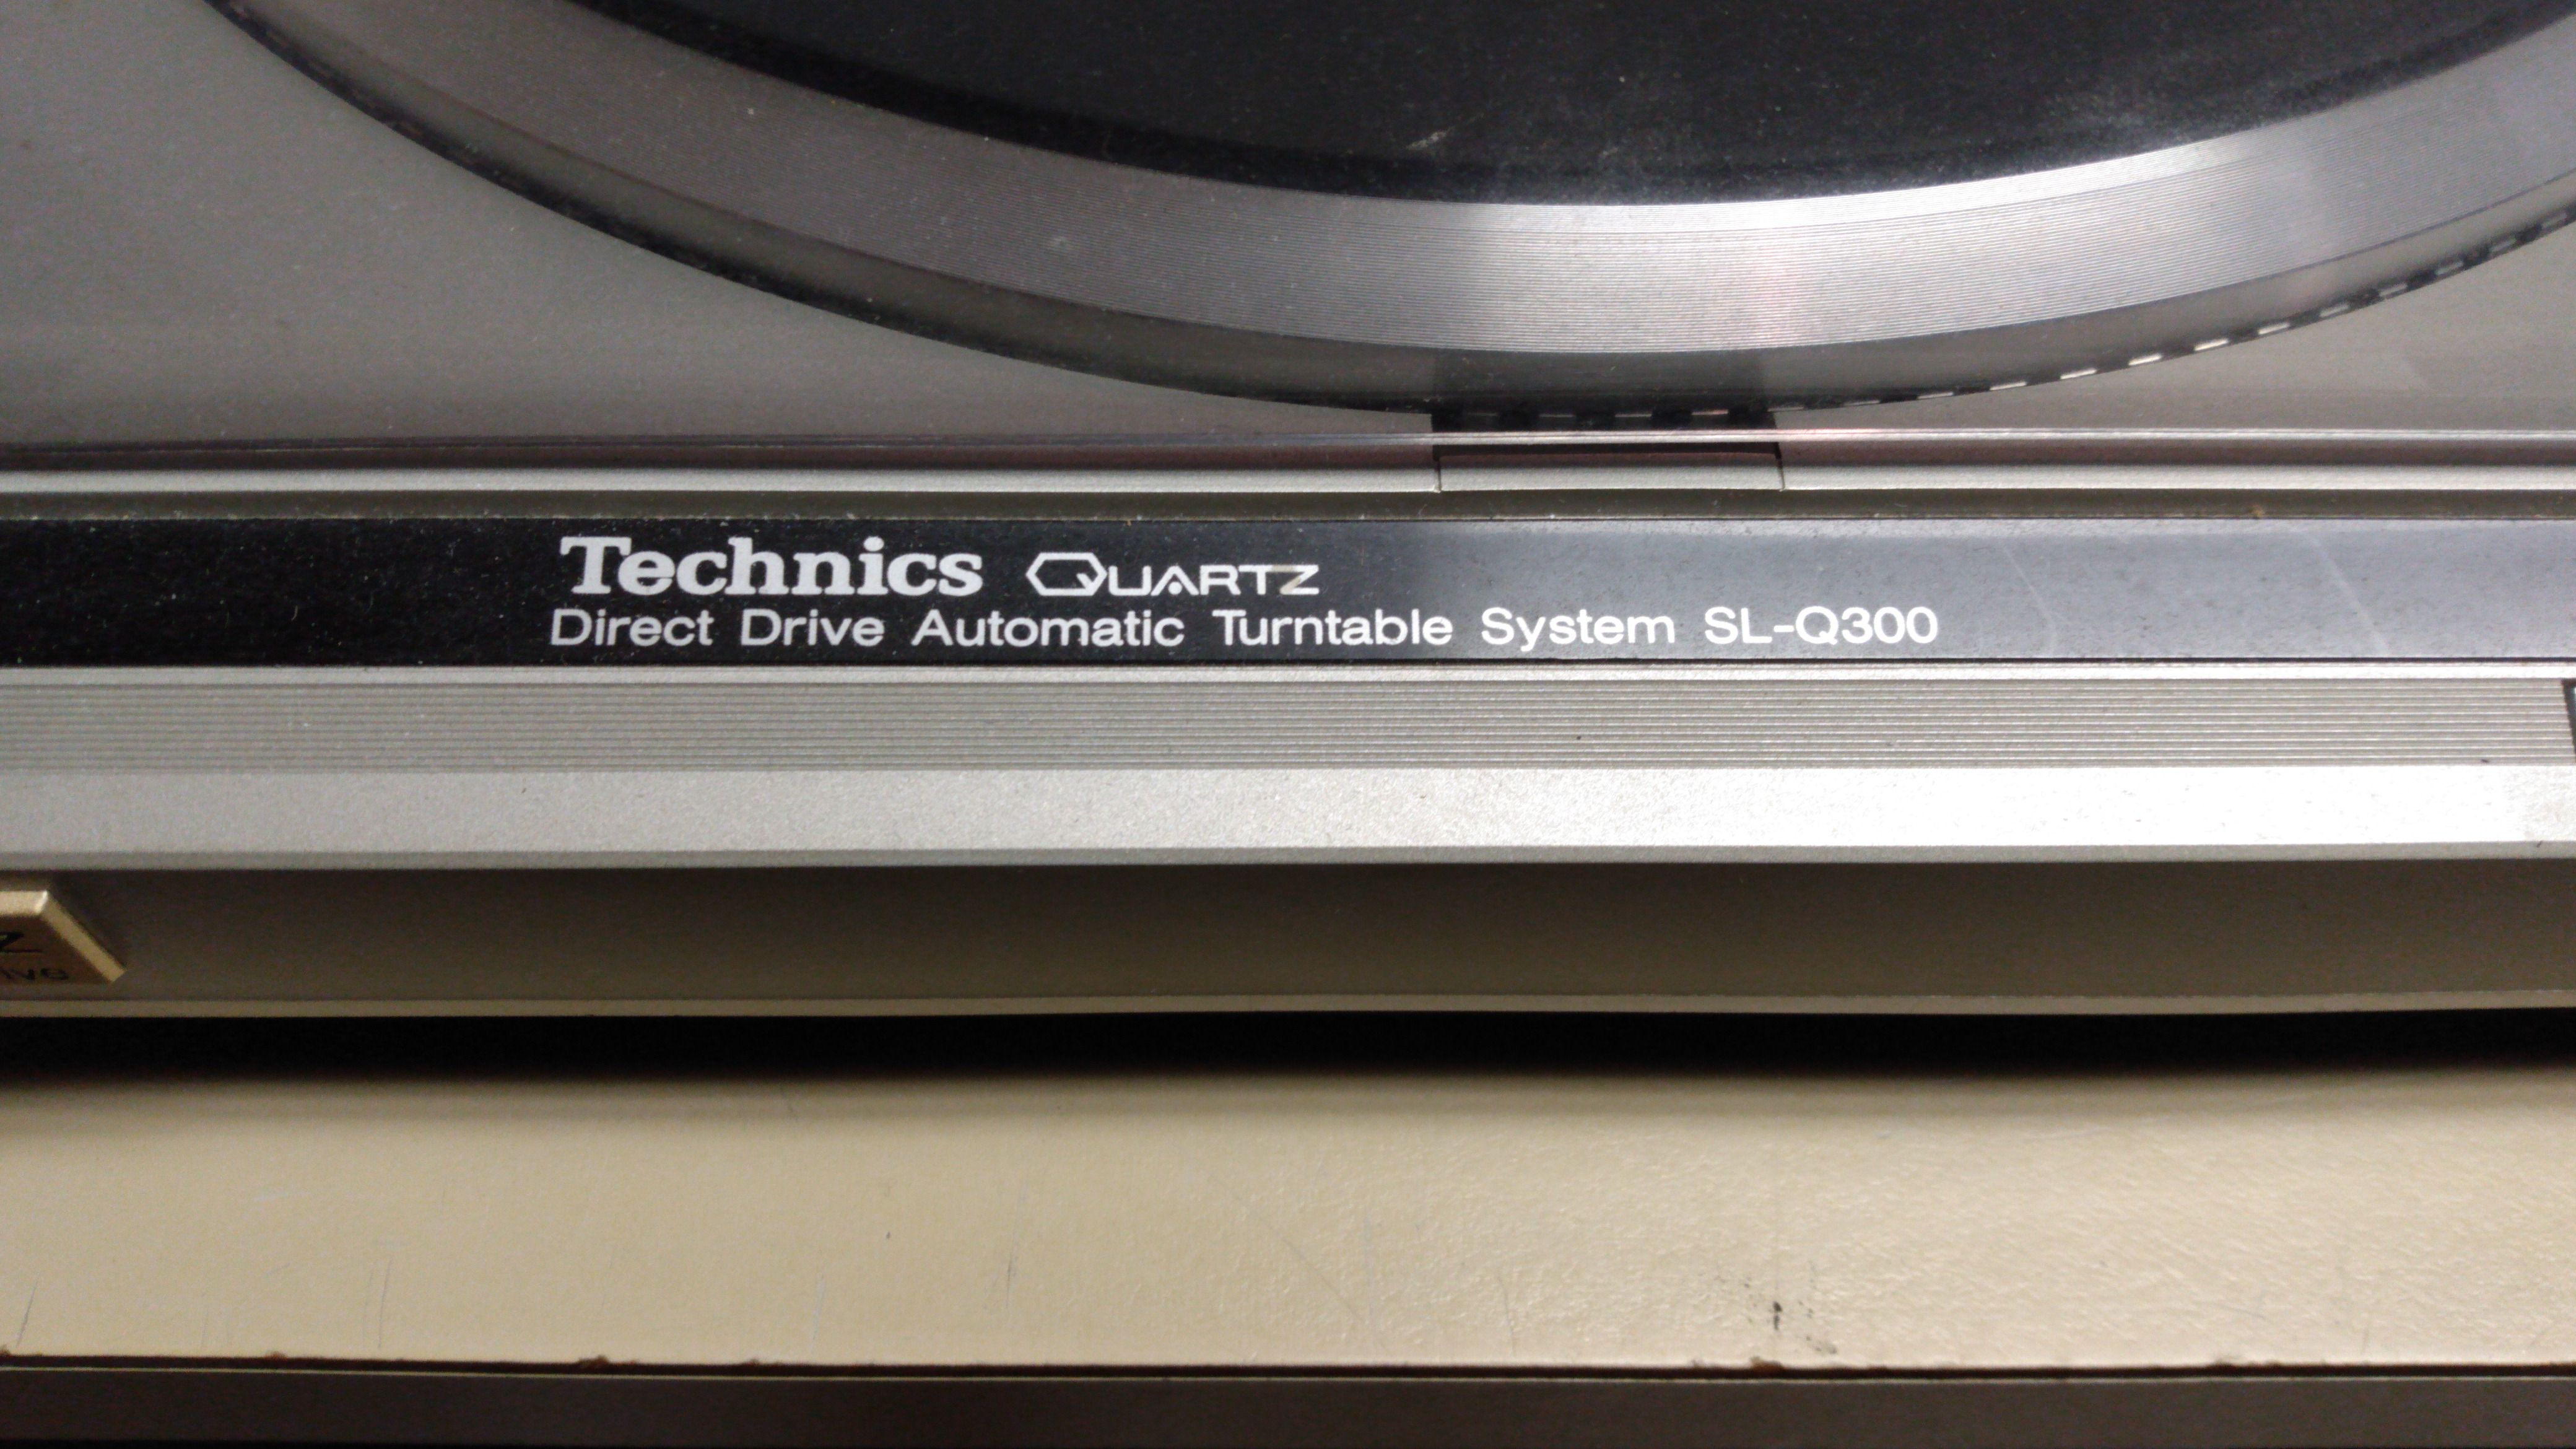 Technics QUARTZ
Direct Drive Automatic Turntable System SL-Q300